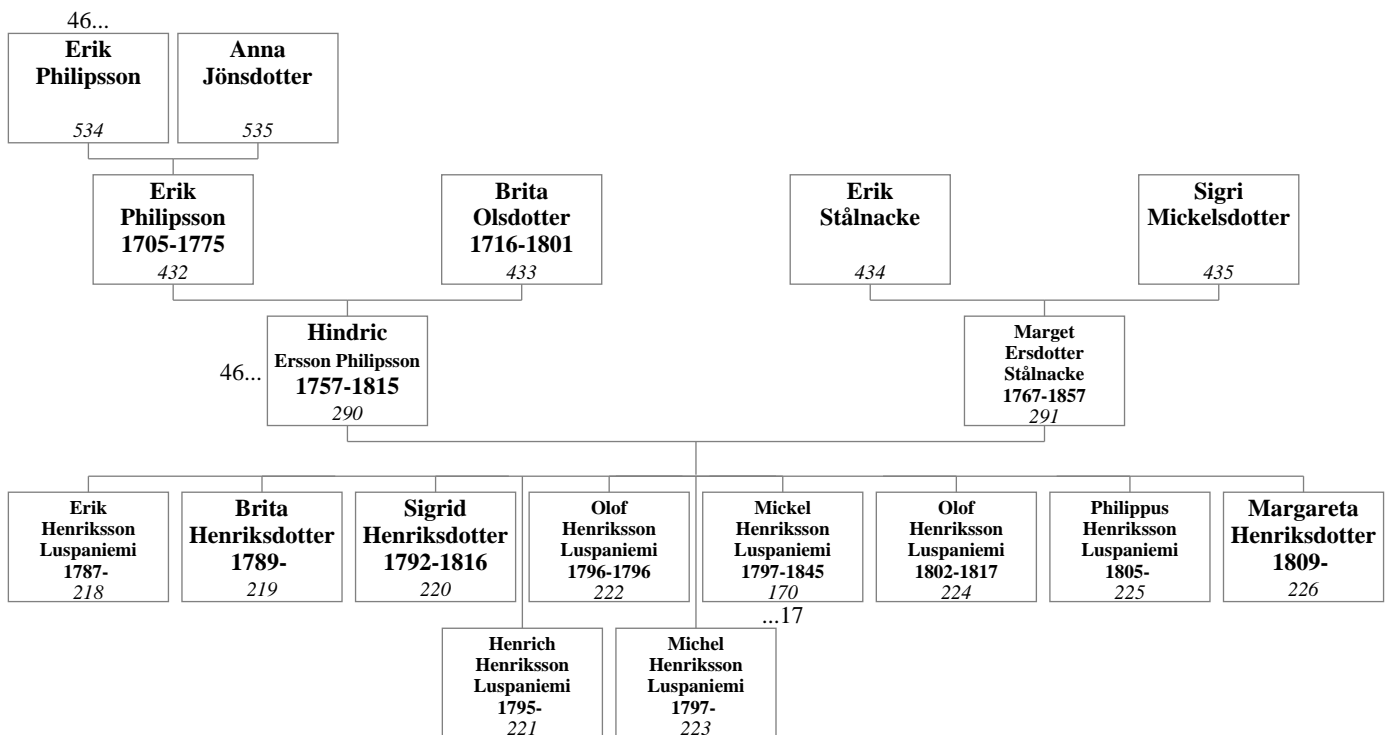 46...
Erik
Philipsson
534
Anna
Jönsdotter
535
Erik
Philipsson
1705-1775
432
Brita
Olsdotter
1716-1801
433
Erik
Stålnacke
434
Sigri
Mickelsdotter
435
46...
Hindric
Ersson Philipsson
1757-1815
290
Marget
Ersdotter
Stålnacke
1767-1857
291
Erik
Henriksson
Luspaniemi
1787-
218
Brita
Henriksdotter
1789-
219
Sigrid
Henriksdotter
1792-1816
220
Olof
Henriksson
Luspaniemi
1796-1796
222
Mickel
Henriksson
Luspaniemi
1797-1845
170
...17
Olof
Henriksson
Luspaniemi
1802-1817
224
Philippus
Henriksson
Luspaniemi
1805-
225
Margareta
Henriksdotter
1809-
226
Henrich
Henriksson
Luspaniemi
1795-
221
Michel
Henriksson
Luspaniemi
1797-
223